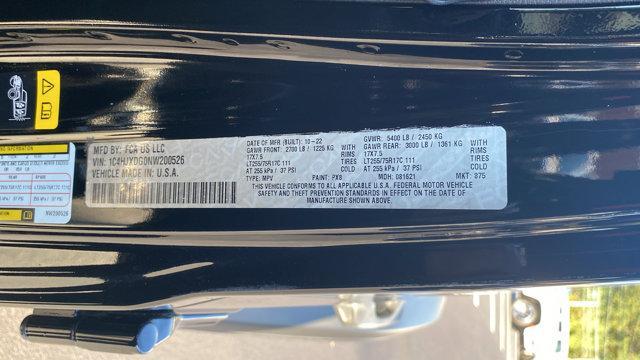 MFD BY: FCA US LLC
VIN: 1C4HJXDG0NW200526
VEHICLE MADE IN: U.S.A.
DATE OF MFR (BUILT): 10-22
GAWR FRONT: 2700 LB / 1225 KG WITH
17X7.5 RIMS
LT255/75R17C 111 TIRES
AT 255 kPa / 37 PSI COLD
TYPE: MPV PAINT: PX8
GVWR: 5400 LB / 2450 KG
GAWR REAR: 3000 LB / 1361 KG WITH
17X7.5 RIMS
LT255/75R17C 111 TIRES
AT 255 kPa / 37 PSI COLD
MDH: 081621 MKT: 875
THIS VEHICLE CONFORMS TO ALL APPLICABLE U.S.A. FEDERAL MOTOR VEHICLE
SAFETY AND THEFT PREVENTION STANDARDS IN EFFECT ON THE DATE OF
MANUFACTURE SHOWN ABOVE.
INFORMATION
NW200526